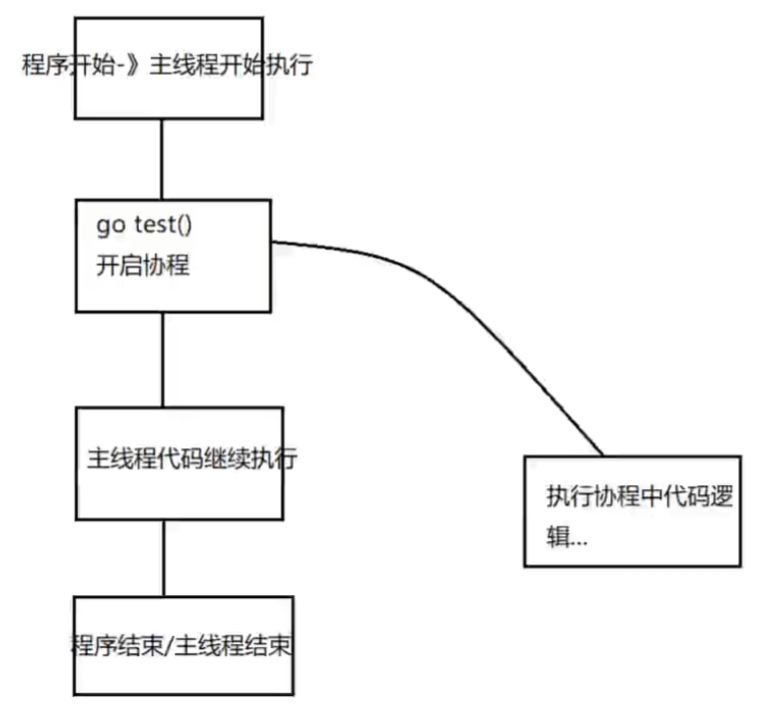 程序开始-》主线程开始执行
go test()
开启协程
主线程代码继续执行
执行协程中代码逻
辑...
程序结束/主线程结束